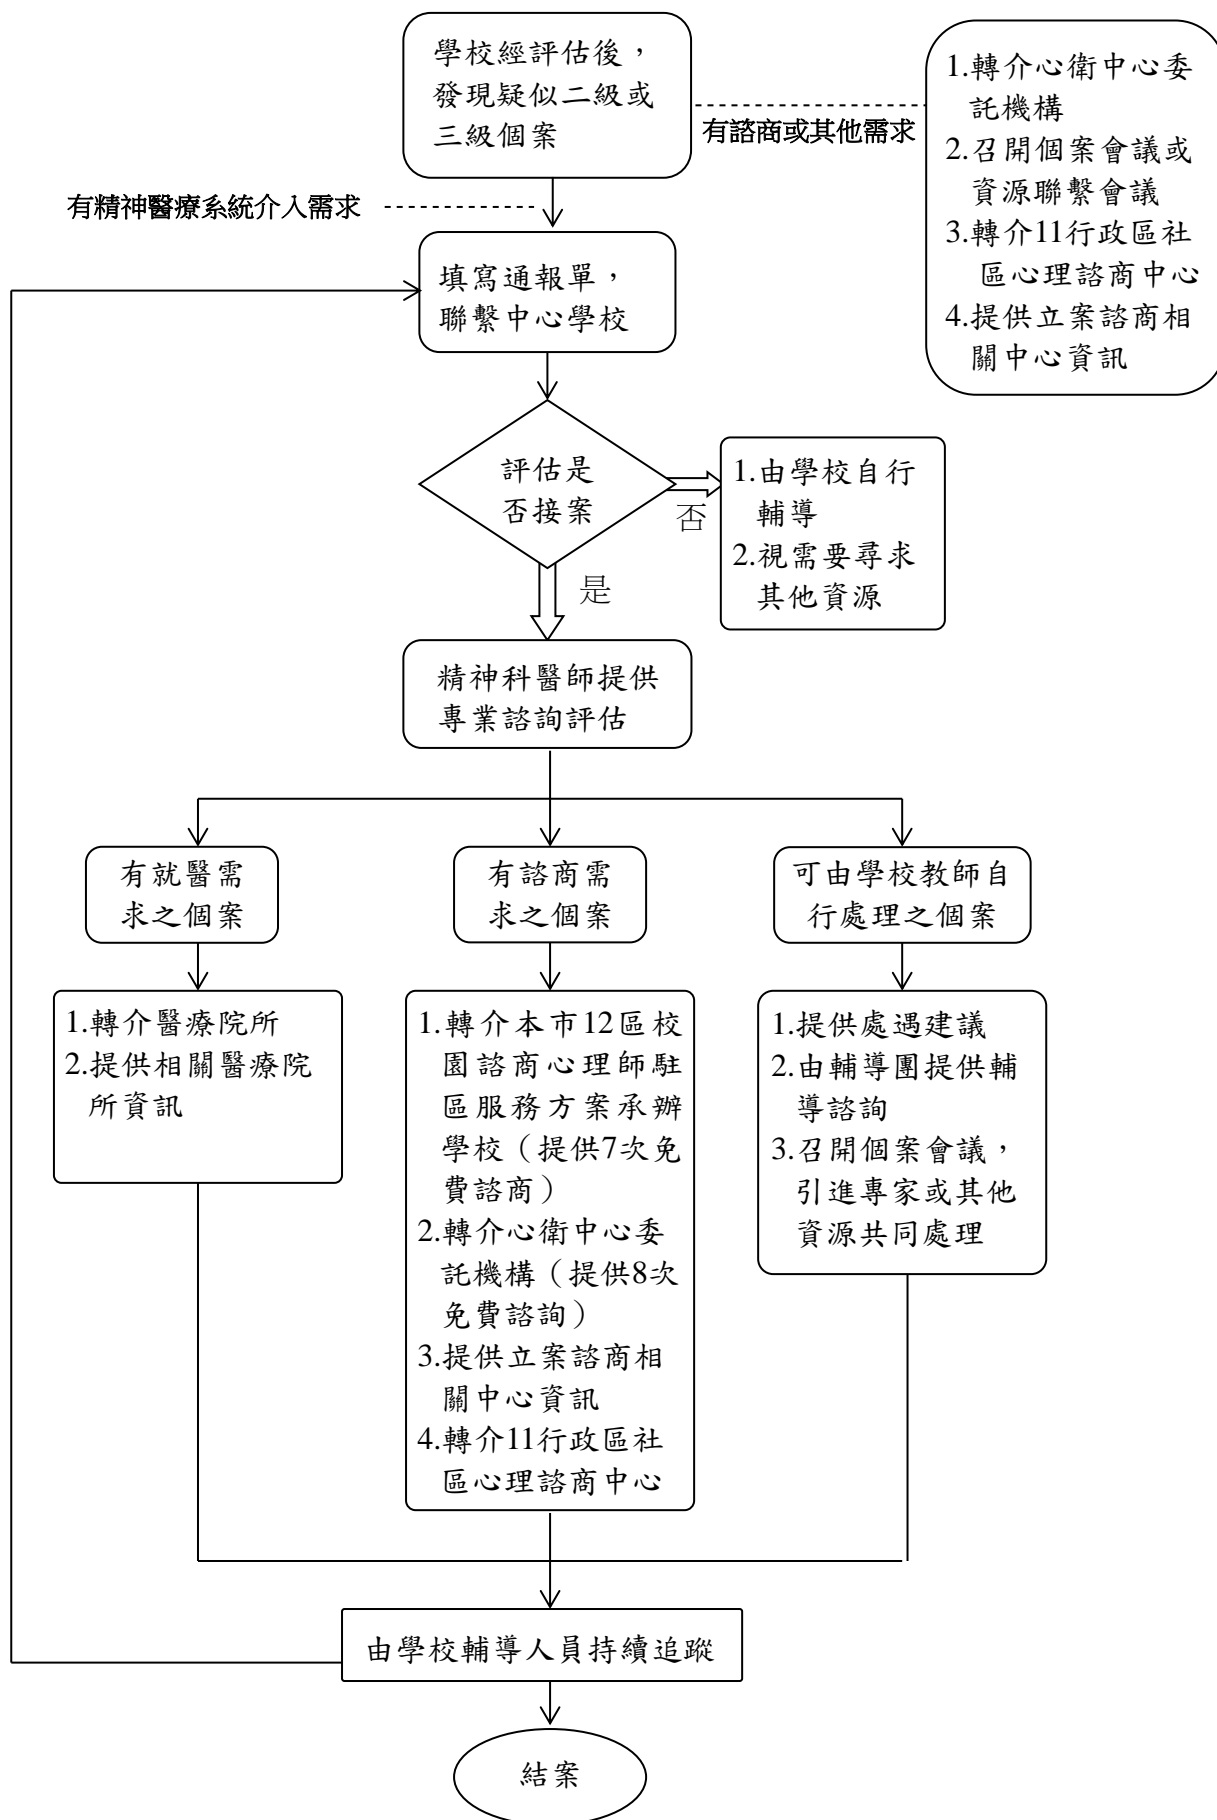 學校經評估後，
發現疑似二級或
三級個案
有諮商或其他需求
1.轉介心衛中心委
託機構
2.召開個案會議或
資源聯繫會議
3.轉介11行政區社
區心理諮商中心
4.提供立案諮商相
關中心資訊
有精神醫療系統介入需求
填寫通報單，
聯繫中心學校
評估是
否接案
否
1.由學校自行
輔導
2.視需要尋求
其他資源
是
精神科醫師提供
專業諮詢評估
有就醫需
求之個案
有諮商需
求之個案
可由學校教師自
行處理之個案
1.轉介醫療院所
2.提供相關醫療院
所資訊
1.轉介本市12區校
園諮商心理師駐
區服務方案承辦
學校（提供7次免
費諮商）
2.轉介心衛中心委
託機構（提供8次
免費諮詢）
3.提供立案諮商相
關中心資訊
4.轉介11行政區社
區心理諮商中心
1.提供處遇建議
2.由輔導團提供輔
導諮詢
3.召開個案會議，
引進專家或其他
資源共同處理
由學校輔導人員持續追蹤
結案